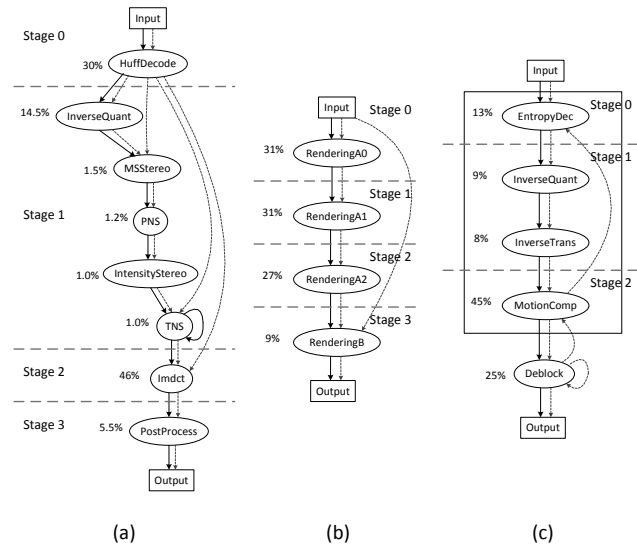 Input
Stage 0
30%
HuffDecode
14.5%
InverseQuant
1.5%
MSStereo
1.2%
Stage 1
PNS
1.0%
IntensityStereo
1.0%
TNS
Stage 2
46%
Imdct
Stage 3
5.5%
PostProcess
Output
(a)
Input
Stage 0
31%
RenderingA0
Stage 1
31%
RenderingA1
Stage 2
27%
RenderingA2
Stage 3
9%
RenderingB
Output
(b)
Input
Stage 0
13%
EntropyDec
Stage 1
9%
InverseQuant
8%
InverseTrans
Stage 2
45%
MotionComp
25%
Deblock
Output
(c)